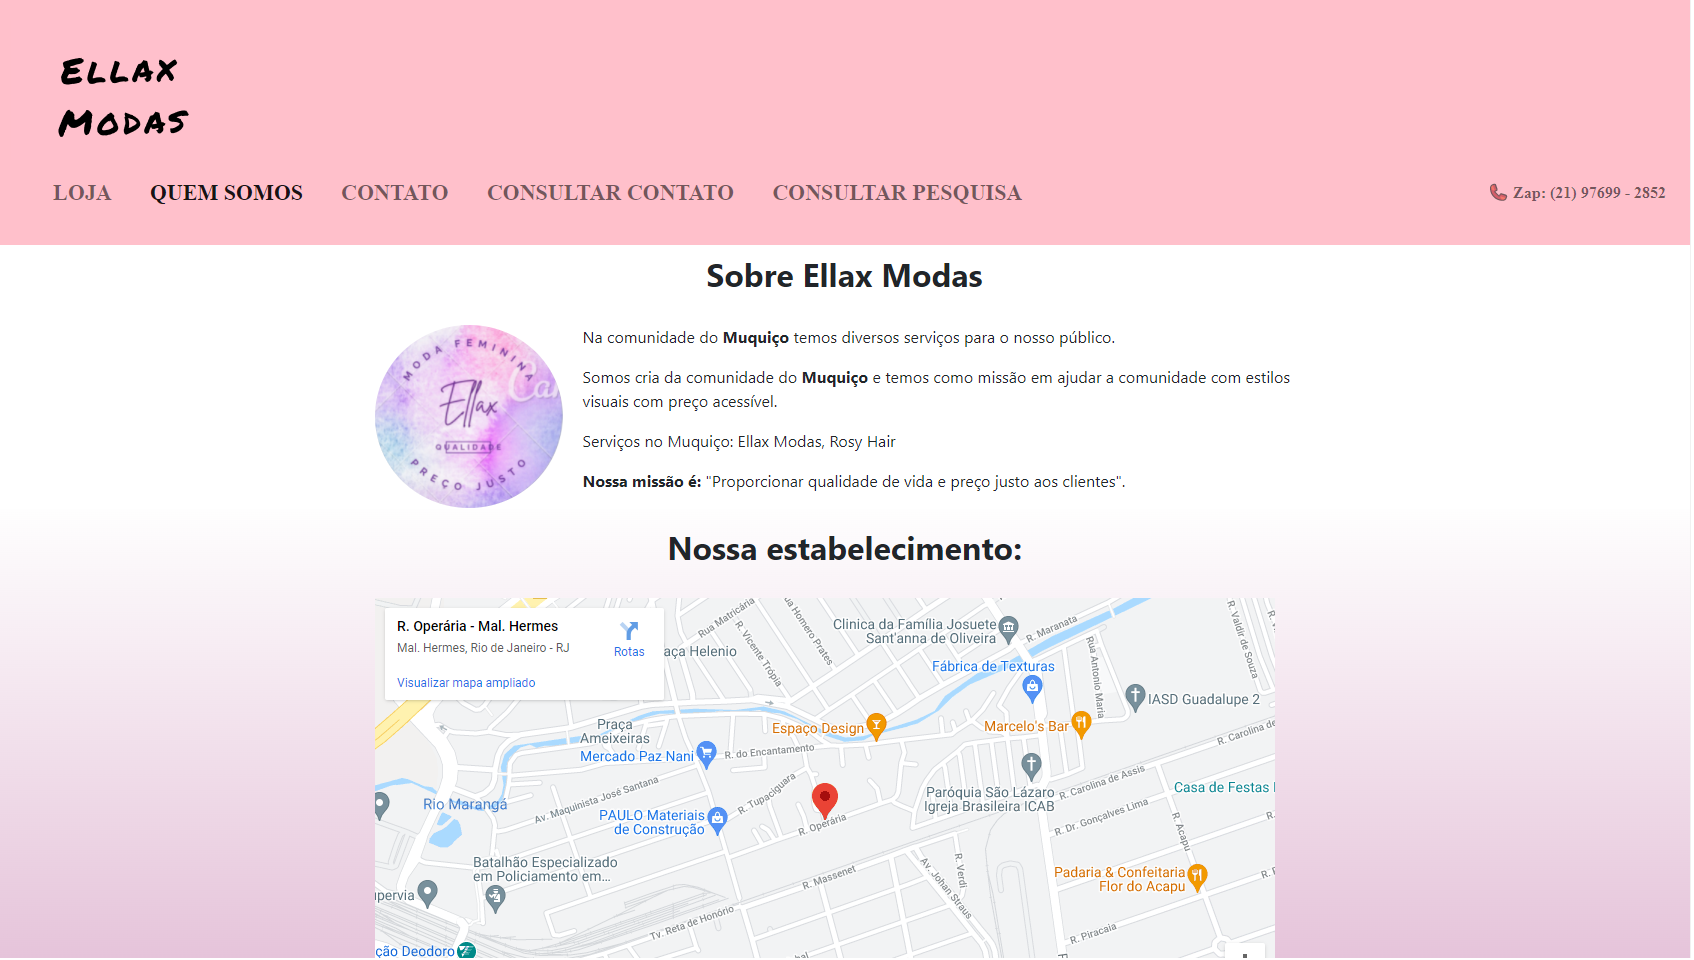 Ellax
Modas
LOJA QUEM SOMOS CONTATO CONSULTAR CONTATO CONSULTAR PESQUISA Zap: (21) 97699 - 2852
Sobre Ellax Modas
MODA FEMININA
Ellax
QUALIDADE
PREÇO JUSTO
Na comunidade do Muquiço temos diversos serviços para o nosso público.
Somos cria da comunidade do Muquiço e temos como missão em ajudar a comunidade com estilos
visuais com preço acessível.
Serviços no Muquiço: Ellax Modas, Rosy Hair
Nossa missão é: "Proporcionar qualidade de vida e preço justo aos clientes".
Nossa estabelecimento:
R. Operária - Mal. Hermes
Mal. Hermes, Rio de Janeiro - RJ
Rotas
Visualizar mapa ampliado
Rua Matricária
R. Vicente Trópia
R. Homero Prates
Clinica da Família Josuete
Sant'anna de Oliveira
R. Maranata
R. Valdir de Souza
aça Helenio
Fábrica de Texturas
Rua Antonio Maria
IASD Guadalupe 2
Praça
Ameixeiras
Espaço Design
Marcelo's Bar
R. Carolina de
Mercado Paz Nani
R. do Encantamento
R. Carolina de Assis
Casa de Festas
Paróquia São Lázaro
Igreja Brasileira ICAB
Rio Marangá
Av. Maquinista José Santana
R. Tupaciguara
PAULO Materiais
de Construção
R. Operária
R. Dr. Gonçalves Lima
R. Acapu
Batalhão Especializado
em Policiamento em...
R. Massenet
Av. Johan Strauss
R. Verdi
Padaria & Confeitaria
Flor do Acapu
pervia
Tv. Reta de Honório
R. Piracaia
ção Deodoro